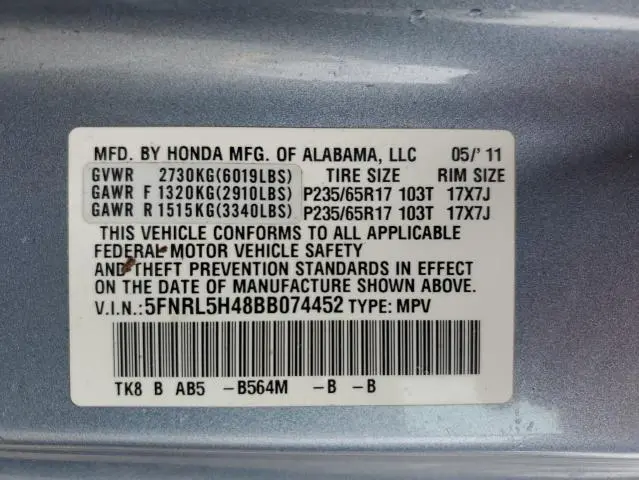 MFD. BY HONDA MFG. OF ALABAMA, LLC 05/'11
GVWR 2730KG(6019LBS) TIRE SIZE RIM SIZE
GAWR F 1320KG(2910LBS) P235/65R17 103T 17X7J
GAWR R 1515KG(3340LBS) P235/65R17 103T 17X7J
THIS VEHICLE CONFORMS TO ALL APPLICABLE
FEDERAL MOTOR VEHICLE SAFETY
AND THEFT PREVENTION STANDARDS IN EFFECT
ON THE DATE OF MANUFACTURE SHOWN ABOVE.
V.I.N.: 5FNRL5H48BB074452 TYPE: MPV
TK8 B AB5 -B564M -B -B